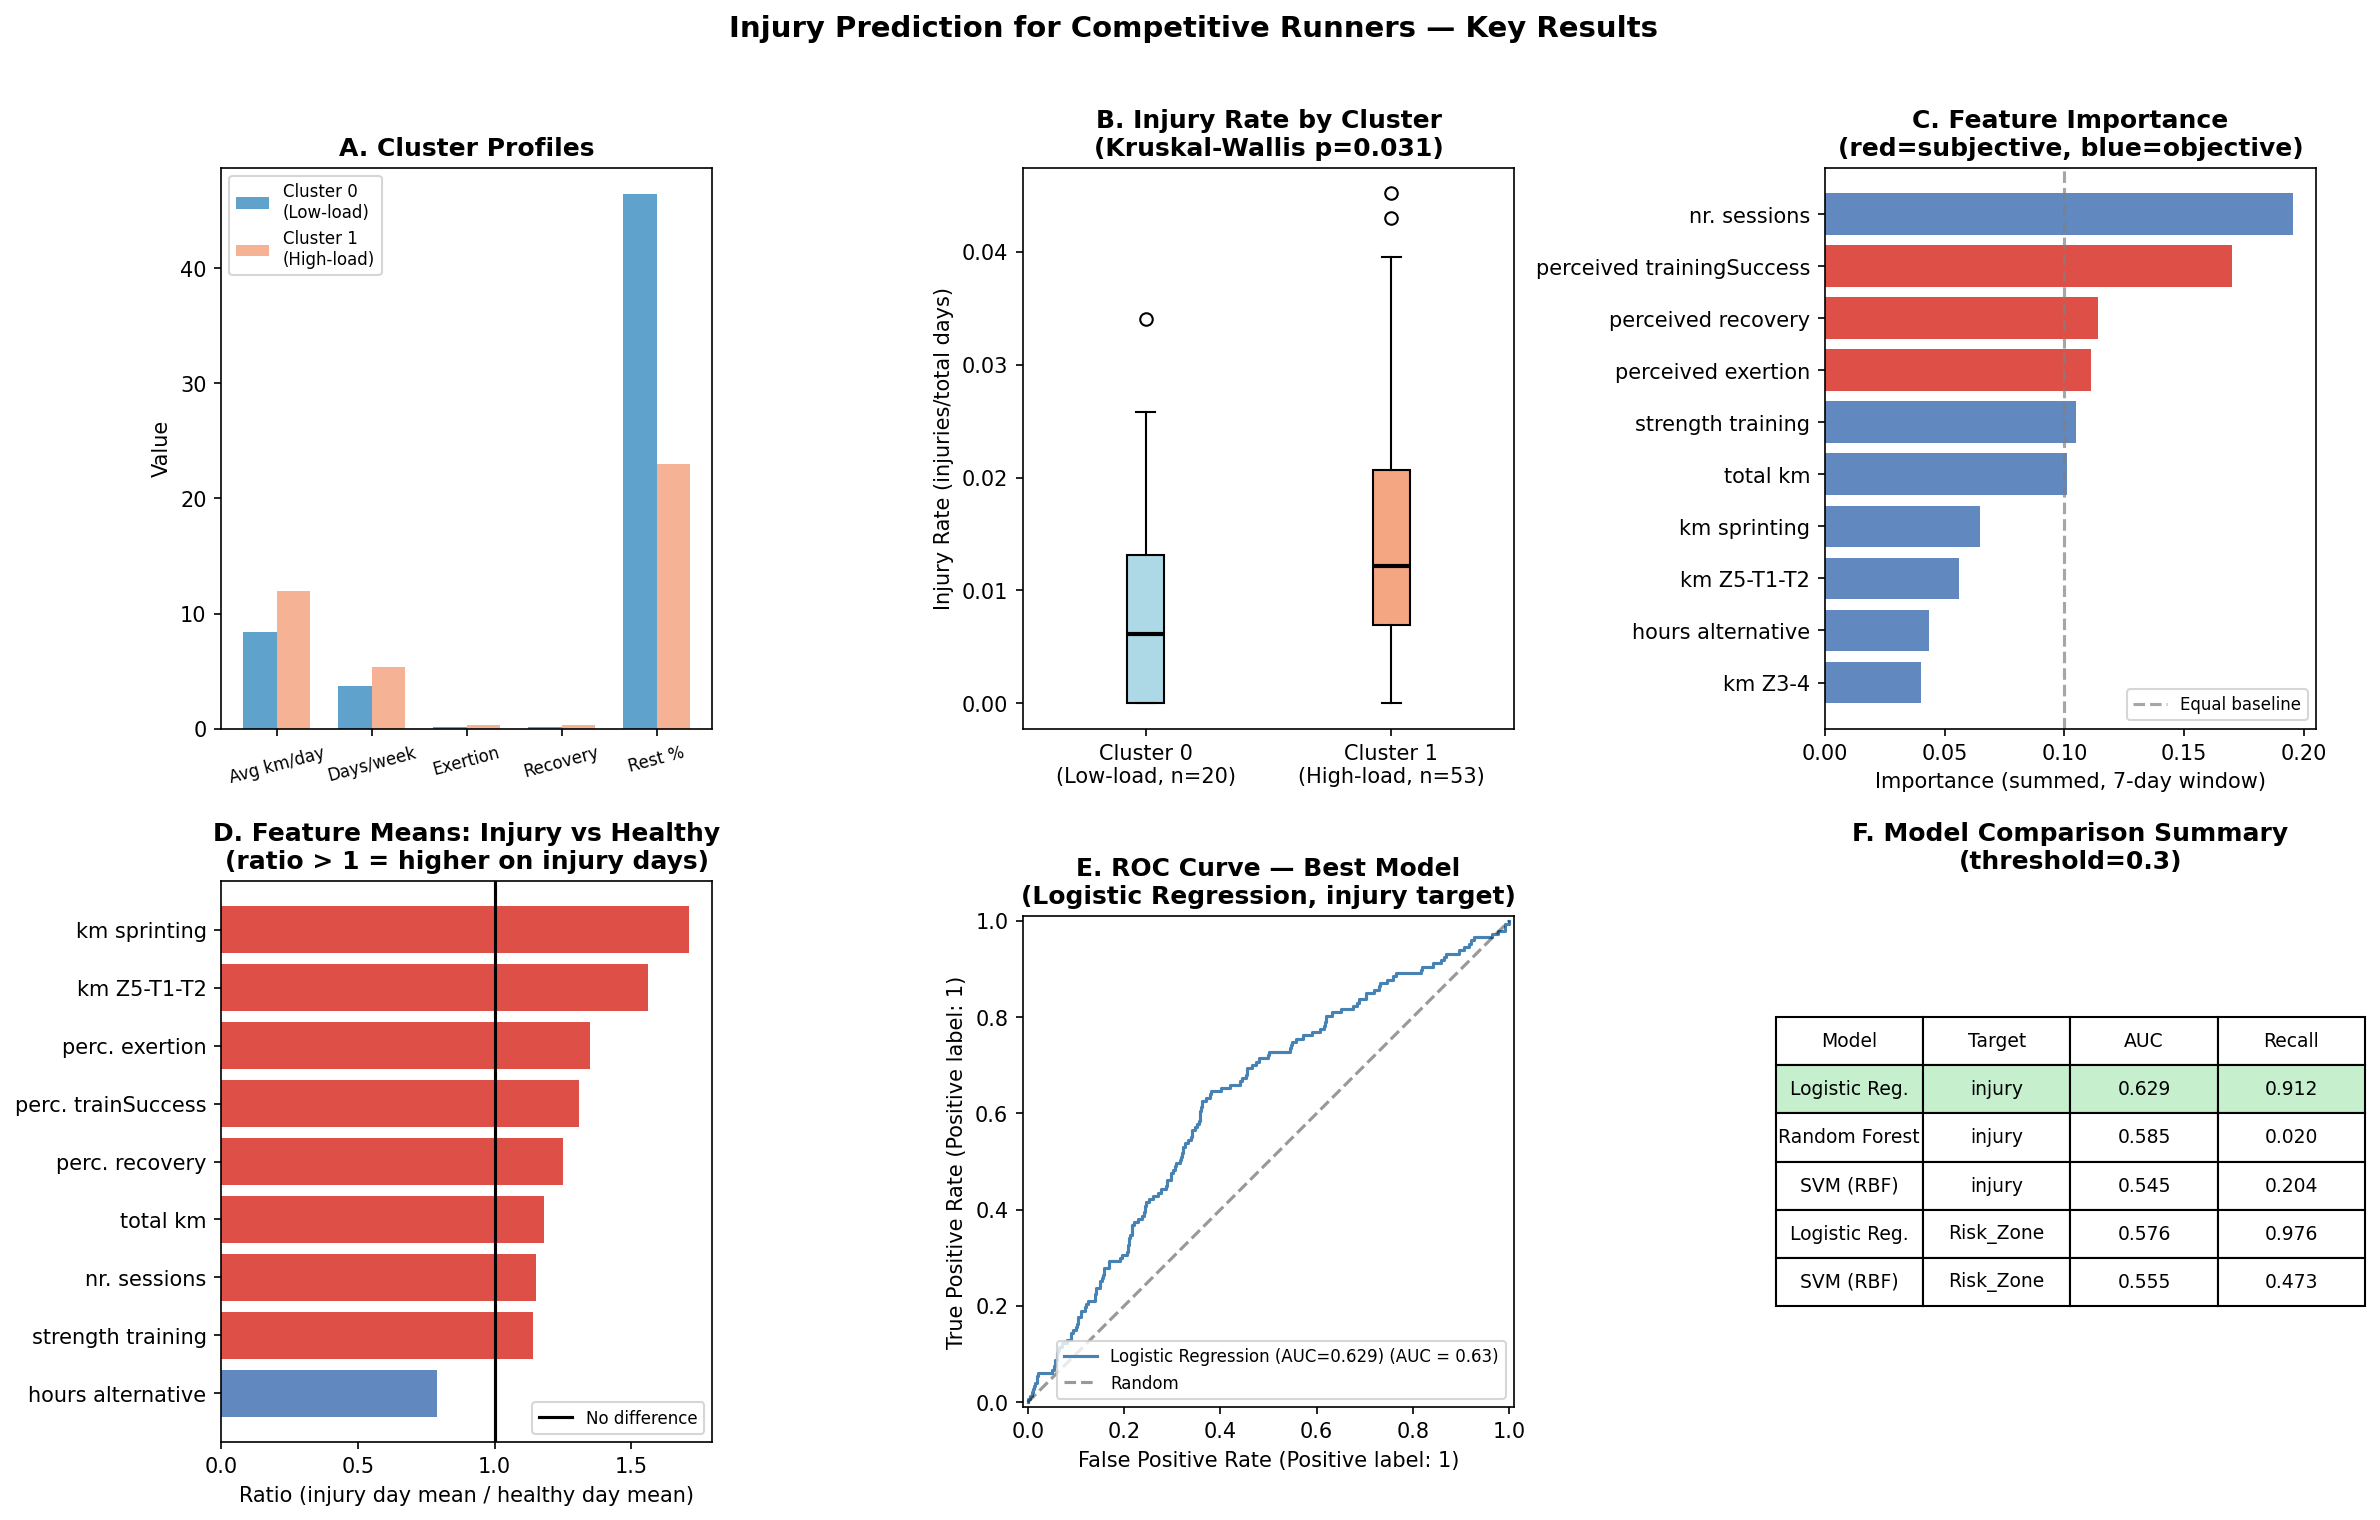 Injury Prediction for Competitive Runners — Key Results
A. Cluster Profiles
Cluster 0
(Low-load)
Cluster 1
(High-load)
Value
40
30
20
10
0
Avg km/day
Days/week
Exertion
Recovery
Rest %
B. Injury Rate by Cluster
(Kruskal-Wallis p=0.031)
Injury Rate (injuries/total days)
0.04
0.03
0.02
0.01
0.00
Cluster 0
(Low-load, n=20)
Cluster 1
(High-load, n=53)
C. Feature Importance
(red=subjective, blue=objective)
nr. sessions
perceived trainingSuccess
perceived recovery
perceived exertion
strength training
total km
km sprinting
km Z5-T1-T2
hours alternative
km Z3-4
Equal baseline
0.00 0.05 0.10 0.15 0.20
Importance (summed, 7-day window)
D. Feature Means: Injury vs Healthy
(ratio > 1 = higher on injury days)
km sprinting
km Z5-T1-T2
perc. exertion
perc. trainSuccess
perc. recovery
total km
nr. sessions
strength training
hours alternative
No difference
0.0 0.5 1.0 1.5
Ratio (injury day mean / healthy day mean)
E. ROC Curve — Best Model
(Logistic Regression, injury target)
True Positive Rate (Positive label: 1)
1.0
0.8
0.6
0.4
0.2
0.0
Logistic Regression (AUC=0.629) (AUC = 0.63)
Random
0.0 0.2 0.4 0.6 0.8 1.0
False Positive Rate (Positive label: 1)
F. Model Comparison Summary
(threshold=0.3)
Model Target AUC Recall
Logistic Reg. injury 0.629 0.912
Random Forest injury 0.585 0.020
SVM (RBF) injury 0.545 0.204
Logistic Reg. Risk_Zone 0.576 0.976
SVM (RBF) Risk_Zone 0.555 0.473